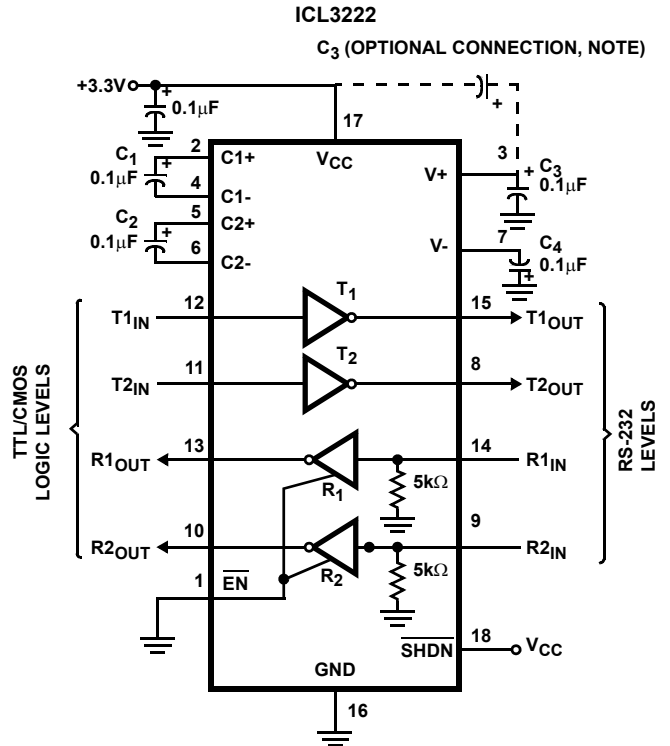 ICL3222
C3 (OPTIONAL CONNECTION, NOTE)
+3.3V
+
0.1μF
+
17
VCC
2
C1+
C1
0.1μF
+
4
C1-
5
C2+
C2
0.1μF
+
6
C2-
3
V+
+
C3
0.1μF
7
V-
C4
0.1μF
+
TTL/CMOS
LOGIC LEVELS
RS-232
LEVELS
T1IN
12
T1
15
T1OUT
T2IN
11
T2
8
T2OUT
R1OUT
13
R1
14
R1IN
5kΩ
R2OUT
10
R2
9
R2IN
5kΩ
1
EN
SHDN
18
VCC
GND
16